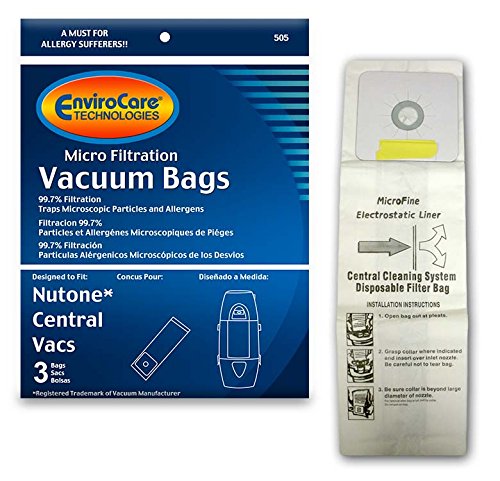 A MUST FOR
ALLERGY SUFFERERS!!
505
EnviroCare
TECHNOLOGIES
Micro Filtration
Vacuum Bags
99.7% Filtration
Traps Microscopic Particles and Allergens
Filtracion 99.7%
Particles et Allergénes Microscopiques de Pièges
99.7% Filtración
Particulas Alérgenicos Microscópicos de los Desvios
Designed to Fit:
Concus Pour:
Diseñado a Medida:
Nutone*
Central
Vacs
3 Bags
Sacs
Bolsas
*Registered Trademark of Vacuum Manufacturer
MicroFine
Electrostatic Liner
Central Cleaning System
Disposable Filter Bag
INSTALLATION INSTRUCTIONS
1. Open bag out at pleats.
2. Grasp collar where indicated
and insert over inlet nozzle.
Be careful not to tear bag.
3. Be sure collar is beyond large
diameter of nozzle.